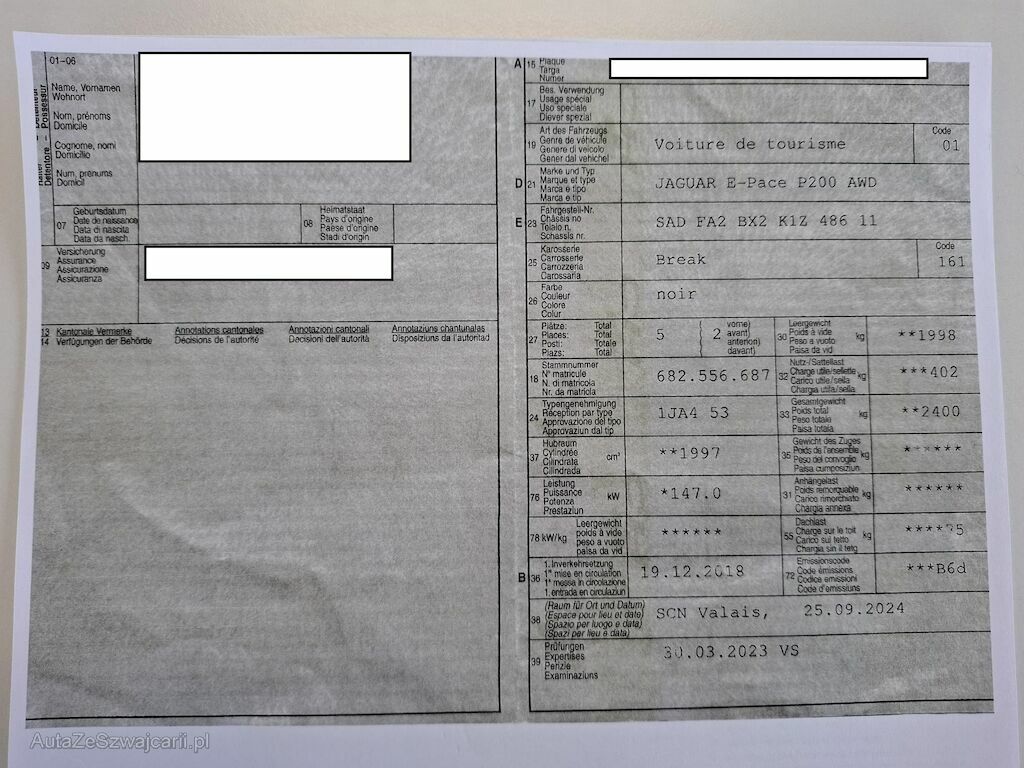 01-06
Name, Vornamen
Wohnort
Nom, prénoms
Domicile
Cognome, nomi
Domicilio
Num, prenums
Domicil
Detentore
Possessur
07
Geburtsdatum
Date de naissance
Data di nascita
Data da nasch.
08
Heimatstaat
Pays d'origine
Paese d'origine
Stadi d'origin
09
Versicherung
Assurance
Assicurazione
Assicuranza
13 Kantonale Vermerke Annotations cantonales Annotazioni cantonali Annotaziuns chantunalas
14 Verfügungen der Behörde Décisions de l'autorité Decisioni dell'autorità Disposiziuns da l'autoritad
A 15 Plaque
Targa
Numer
17
Bes. Verwendung
Usage spécial
Uso speciale
Diever spezial
19
Art des Fahrzeugs
Genre de véhicule
Genere di veicolo
Gener dal vehichel
Voiture de tourisme
Code
01
D 21
Marke und Typ
Marque et type
Marca e tipo
Marca e tip
JAGUAR E-Pace P200 AWD
E 23
Fahrgestell-Nr.
Châssis no
Telaio n.
Schassis nr.
SAD FA2 BX2 K1Z 486 11
25
Karosserie
Carrosserie
Carrozzeria
Carossaria
Break
Code
161
26
Farbe
Couleur
Colore
Colur
noir
27
Plätze: Total
Places: Total
Posti: Totale
Plazs: Total
5
( 2 vorne)
( avant)
( anteriori)
( davant)
30
Leergewicht
Poids à vide
Peso a vuoto
Paisa da vid
kg
**1998
18
Stammnummer
N° matricule
N. di matricola
Nr. da matricla
682.556.687
32
Nutz-/Sattellast
Charge utile/sellette
Carico utile/sella
Chargia utila/sella
kg
***402
24
Typengenehmigung
Réception par type
Approvazione del tipo
Approvaziun dal tip
1JA4 53
33
Gesamtgewicht
Poids total
Peso totale
Paisa totala
kg
**2400
37
Hubraum
Cylindrée
Cilindrata
Cilindrada
cm³
**1997
35
Gewicht des Zuges
Poids de l'ensemble
Peso del convoglio
Paisa cumposiziun
kg
******
76
Leistung
Puissance
Potenza
Prestaziun
kW
*147.0
31
Anhängelast
Poids remorquable
Carico rimorchiato
Chargia annexa
kg
******
78 kW/kg
Leergewicht
poids à vide
peso a vuoto
paisa da vid
******
55
Dachlast
Charge sur le toit
Carico sul tetto
Chargia sin il tetg
kg
****75
B 36
1. Inverkehrsetzung
1re mise en circulation
1a messa in circolazione
1. entrada en circulaziun
19.12.2018
72
Emissionscode
Code émissions
Codice emissioni
Code d'emissiuns
***B6d
38
(Raum für Ort und Datum)
(Espace pour lieu et date)
(Spazio per luogo e data)
(Spazi per lieu e data)
SCN Valais, 25.09.2024
39
Prüfungen
Expertises
Perizie
Examinaziuns
30.03.2023 VS
AutaZeSzwajcarii.pl